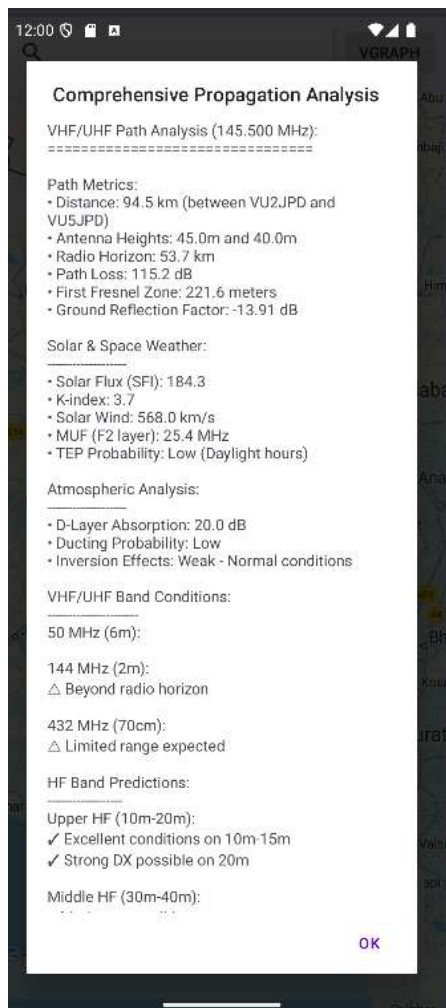 12:00
VGRAPH
Comprehensive Propagation Analysis
VHF/UHF Path Analysis (145.500 MHz):
================================
Path Metrics:
• Distance: 94.5 km (between VU2JPD and
VU5JPD)
• Antenna Heights: 45.0m and 40.0m
• Radio Horizon: 53.7 km
• Path Loss: 115.2 dB
• First Fresnel Zone: 221.6 meters
• Ground Reflection Factor: -13.91 dB
Solar & Space Weather:
--------------------
• Solar Flux (SFI): 184.3
• K-index: 3.7
• Solar Wind: 568.0 km/s
• MUF (F2 layer): 25.4 MHz
• TEP Probability: Low (Daylight hours)
Atmospheric Analysis:
--------------------
• D-Layer Absorption: 20.0 dB
• Ducting Probability: Low
• Inversion Effects: Weak - Normal conditions
VHF/UHF Band Conditions:
-----------------------
50 MHz (6m):
144 MHz (2m):
⚠ Beyond radio horizon
432 MHz (70cm):
⚠ Limited range expected
HF Band Predictions:
-------------------
Upper HF (10m-20m):
✓ Excellent conditions on 10m-15m
✓ Strong DX possible on 20m
Middle HF (30m-40m):
OK